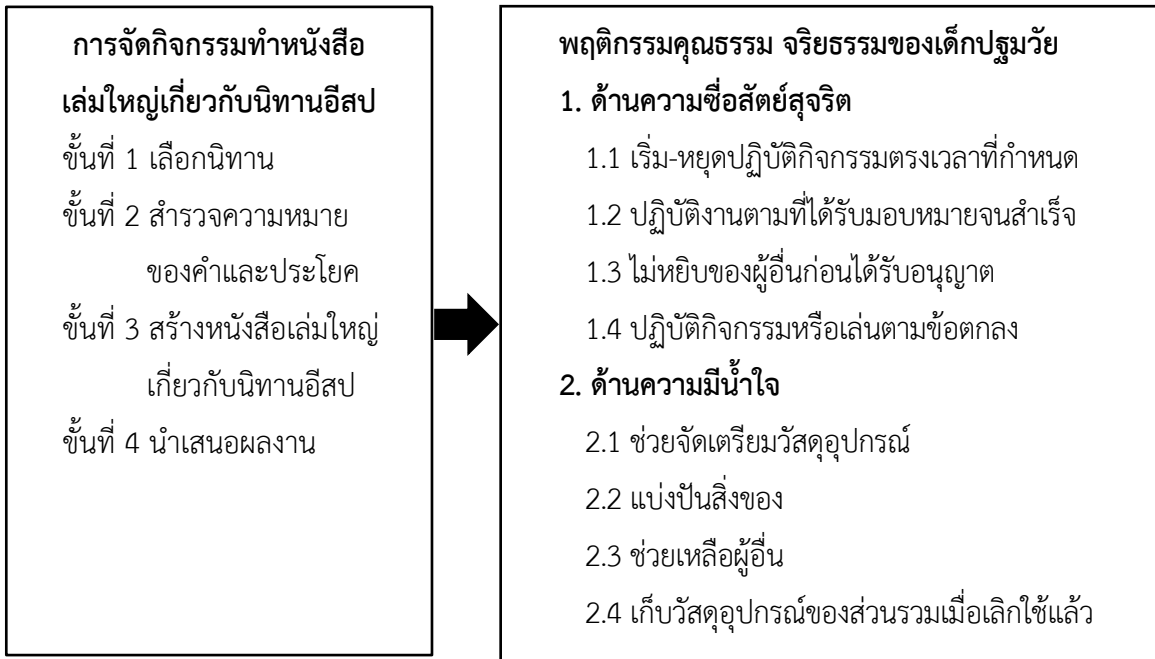 การจัดกิจกรรมทำหนังสือ
เล่มใหญ่เกี่ยวกับนิทานอีสป
ขั้นที่ 1 เลือกนิทาน
ขั้นที่ 2 สำรวจความหมาย
ของคำและประโยค
ขั้นที่ 3 สร้างหนังสือเล่มใหญ่
เกี่ยวกับนิทานอีสป
ขั้นที่ 4 นำเสนอผลงาน
พฤติกรรมคุณธรรม จริยธรรมของเด็กปฐมวัย
1. ด้านความซื่อสัตย์สุจริต
1.1 เริ่ม-หยุดปฏิบัติกิจกรรมตรงเวลาที่กำหนด
1.2 ปฏิบัติงานตามที่ได้รับมอบหมายจนสำเร็จ
1.3 ไม่หยิบของผู้อื่นก่อนได้รับอนุญาต
1.4 ปฏิบัติกิจกรรมหรือเล่นตามข้อตกลง
2. ด้านความมีน้ำใจ
2.1 ช่วยจัดเตรียมวัสดุอุปกรณ์
2.2 แบ่งปันสิ่งของ
2.3 ช่วยเหลือผู้อื่น
2.4 เก็บวัสดุอุปกรณ์ของส่วนรวมเมื่อเลิกใช้แล้ว